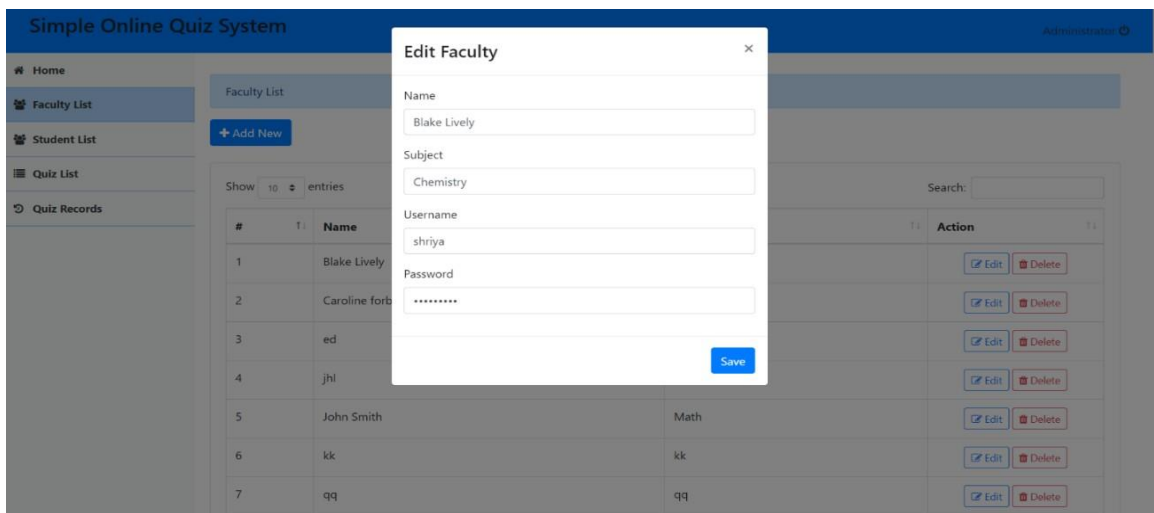 Simple Online Quiz System
Administrator
Edit Faculty ×
Home
Faculty List
Student List
Quiz List
Quiz Records
Faculty List
+ Add New
Show 10 entries
Search:
Name
Blake Lively
Subject
Chemistry
Username
shriya
Password
•••••••••
Save
# Name Action
1 Blake Lively Edit Delete
2 Caroline forb Edit Delete
3 ed Edit Delete
4 jhl Edit Delete
5 John Smith Math Edit Delete
6 kk kk Edit Delete
7 qq qq Edit Delete